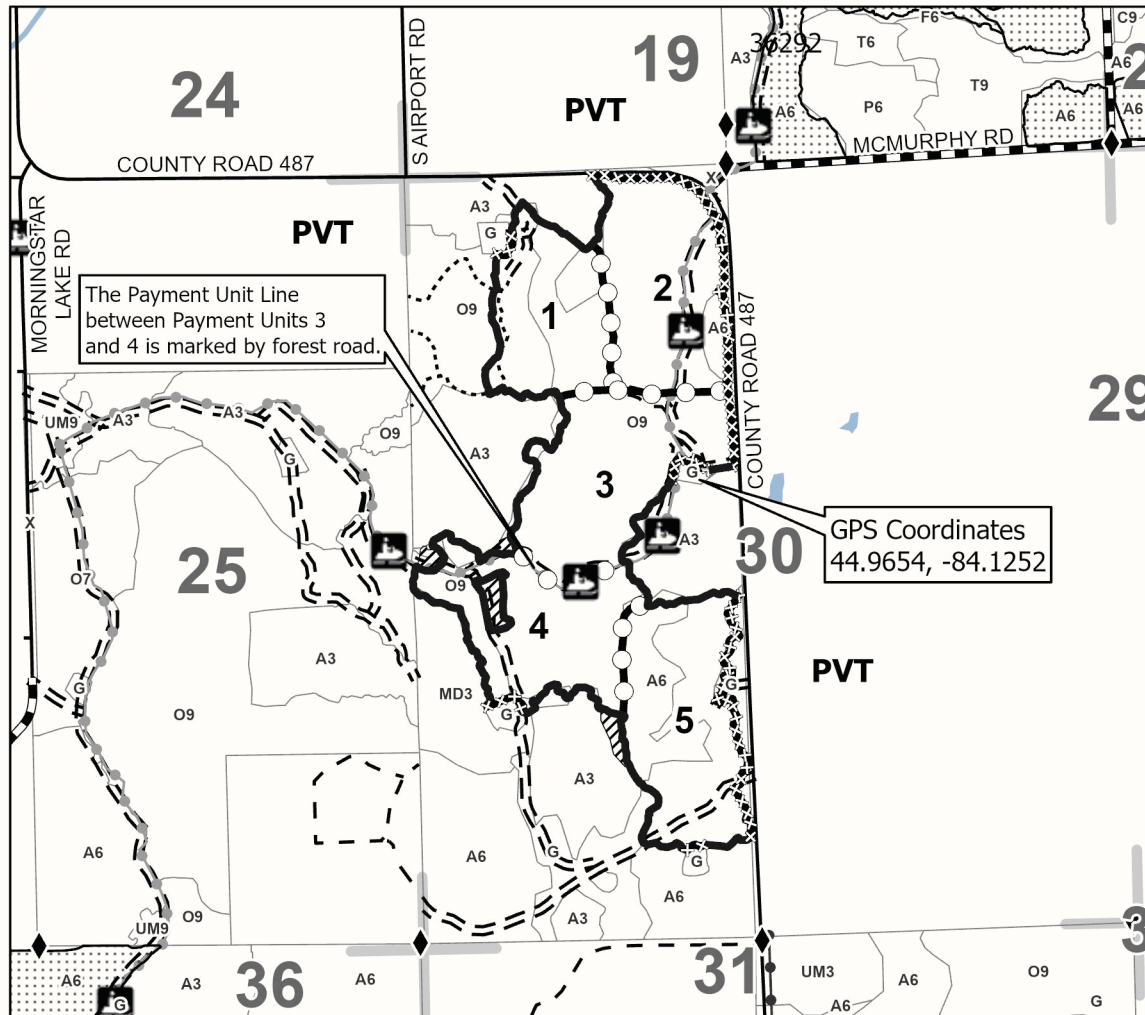 36292
F6
C9
19
A3
T6
A6
2
24
T9
S AIRPORT RD
PVT
P6
A6
A6
A6
MCMURPHY RD
COUNTY ROAD 487
X
A3
G
PVT
MORNINGSTAR
LAKE RD
2
The Payment Unit Line
between Payment Units 3
and 4 is marked by forest road.
O9
1
A6
COUNTY ROAD 487
29
UM9
A3
A3
O9
O9
G
A3
G
3
X
GPS Coordinates
44.9654, -84.1252
A3
30
25
O7
O9
4
A3
PVT
G
MD3
A6
G
O9
G
5
A3
A6
G
A6
G
A6
O9
A3
UM9
3
A6
A3
36
A6
31
UM3
A6
O9
A6
G
G